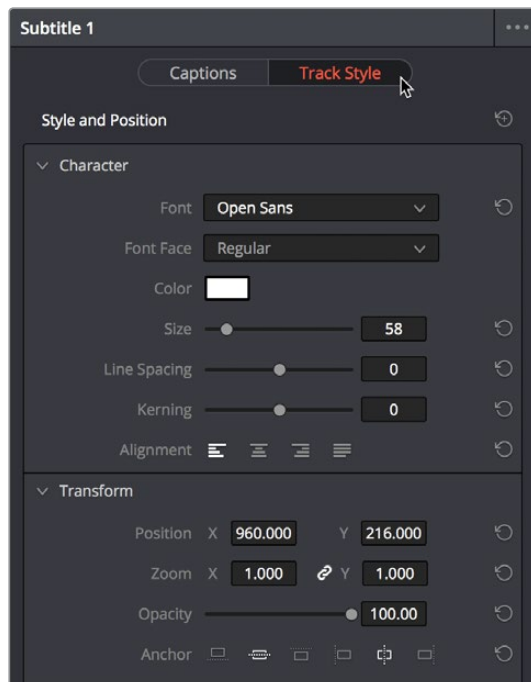 Subtitle 1
Captions Track Style
Style and Position
Character
Font Open Sans
Font Face Regular
Color
Size 58
Line Spacing 0
Kerning 0
Alignment
Transform
Position X 960.000 Y 216.000
Zoom X 1.000 Y 1.000
Opacity 100.00
Anchor